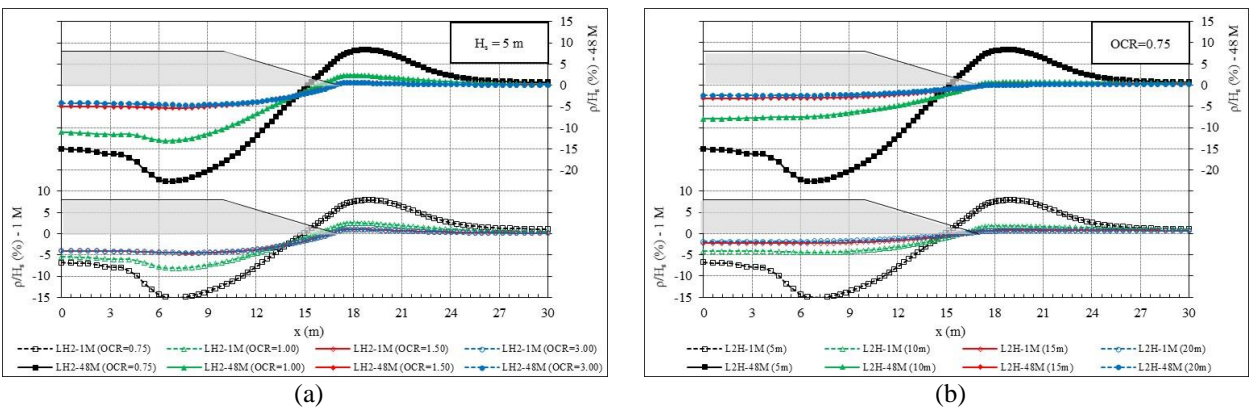 Hs = 5 m
ρ/Hs (%) - 48 M
15
10
5
0
-5
-10
-15
-20
ρ/Hs (%) - 1 M
10
5
0
-5
-10
-15
0 3 6 9 12 15 18 21 24 27 30
x (m)
LH2-1M (OCR=0.75) LH2-1M (OCR=1.00) LH2-1M (OCR=1.50) LH2-1M (OCR=3.00)
LH2-48M (OCR=0.75) LH2-48M (OCR=1.00) LH2-48M (OCR=1.50) LH2-48M (OCR=3.00)
(a)
OCR=0.75
ρ/Hs (%) - 48 M
15
10
5
0
-5
-10
-15
-20
ρ/Hs (%) - 1 M
10
5
0
-5
-10
-15
0 3 6 9 12 15 18 21 24 27 30
x (m)
L2H-1M (5m) L2H-1M (10m) L2H-1M (15m) L2H-1M (20m)
L2H-48M (5m) L2H-48M (10m) L2H-48M (15m) L2H-48M (20m)
(b)